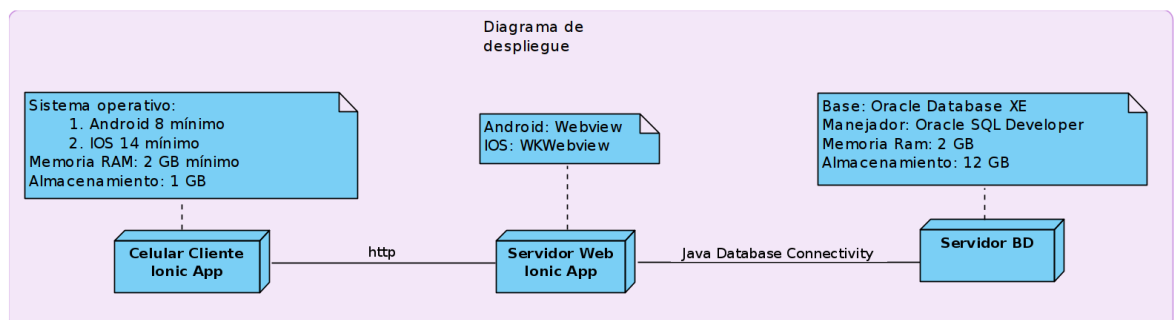 Diagrama de
despliegue
Sistema operativo:
1. Android 8 mínimo
2. IOS 14 mínimo
Memoria RAM: 2 GB mínimo
Almacenamiento: 1 GB
Android: Webview
IOS: WKWebview
Base: Oracle Database XE
Manejador: Oracle SQL Developer
Memoria Ram: 2 GB
Almacenamiento: 12 GB
Celular Cliente
Ionic App
http
Servidor Web
Ionic App
Java Database Connectivity
Servidor BD